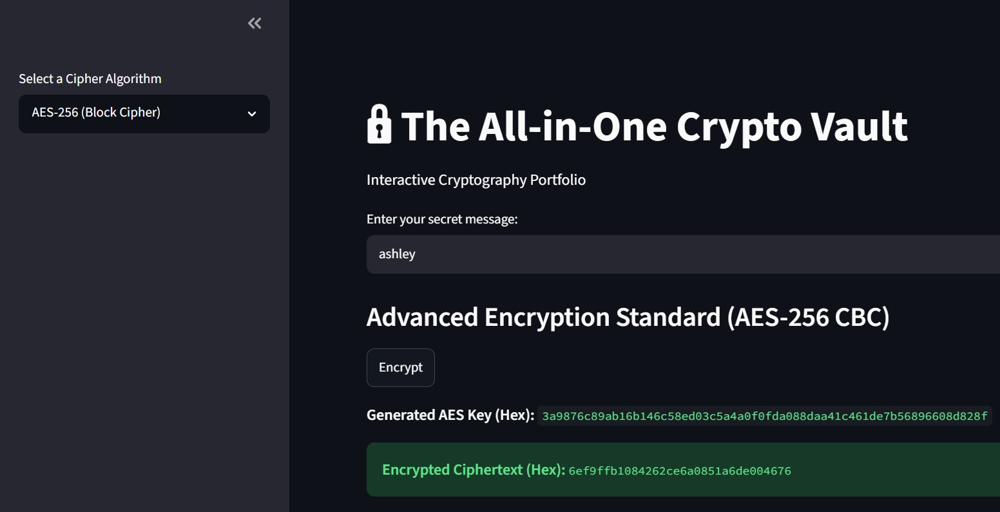 Select a Cipher Algorithm
AES-256 (Block Cipher)
The All-in-One Crypto Vault
Interactive Cryptography Portfolio
Enter your secret message:
ashley
Advanced Encryption Standard (AES-256 CBC)
Encrypt
Generated AES Key (Hex): 3a9876c89ab16b146c58ed03c5a4a0f0fda088daa41c461de7b56896608d828f
Encrypted Ciphertext (Hex): 6ef9ffb1084262ce6a0851a6de004676